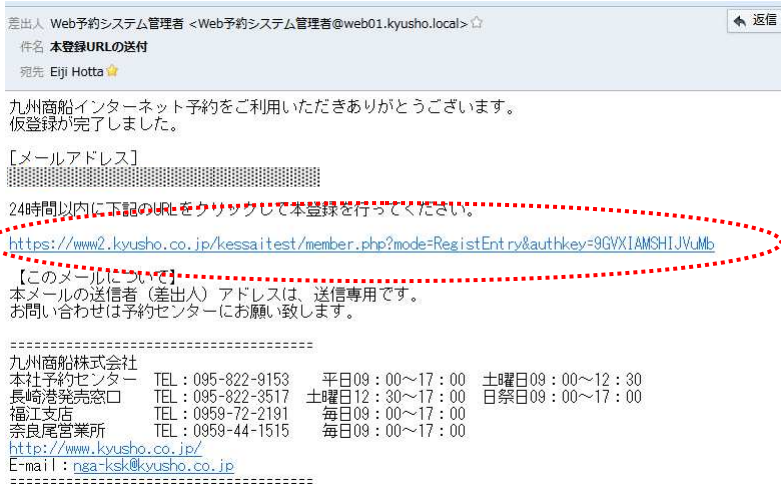 差出人 Web予約システム管理者 <Web予約システム管理者@web01.kyusho.local>☆
返信
件名 本登録URLの送付
宛先 Eiji Hotta
九州商船インターネット予約をご利用いただきありがとうございます。
仮登録が完了しました。
[メールアドレス]
24時間以内に下記のURLをクリックして本登録を行ってください。
https://www2.kyusho.co.jp/kessaitest/member.php?mode=RegistEntry&authkey=9GVXIAMSHIJVuMb
【このメールについて】
本メールの送信者（差出人）アドレスは、送信専用です。
お問い合わせは予約センターにお願い致します。
======================================
九州商船株式会社
本社予約センター TEL：095-822-9153 平日09：00～17：00 土曜日09：00～12：30
長崎港発売窓口 TEL：095-822-3517 土曜日12：30～17：00 日祭日09：00～17：00
福江支店 TEL：0959-72-2191 毎日09：00～17：00
奈良尾営業所 TEL：0959-44-1515 毎日09：00～17：00
http://www.kyusho.co.jp/
E-mail：nga-ksk@kyusho.co.jp
======================================